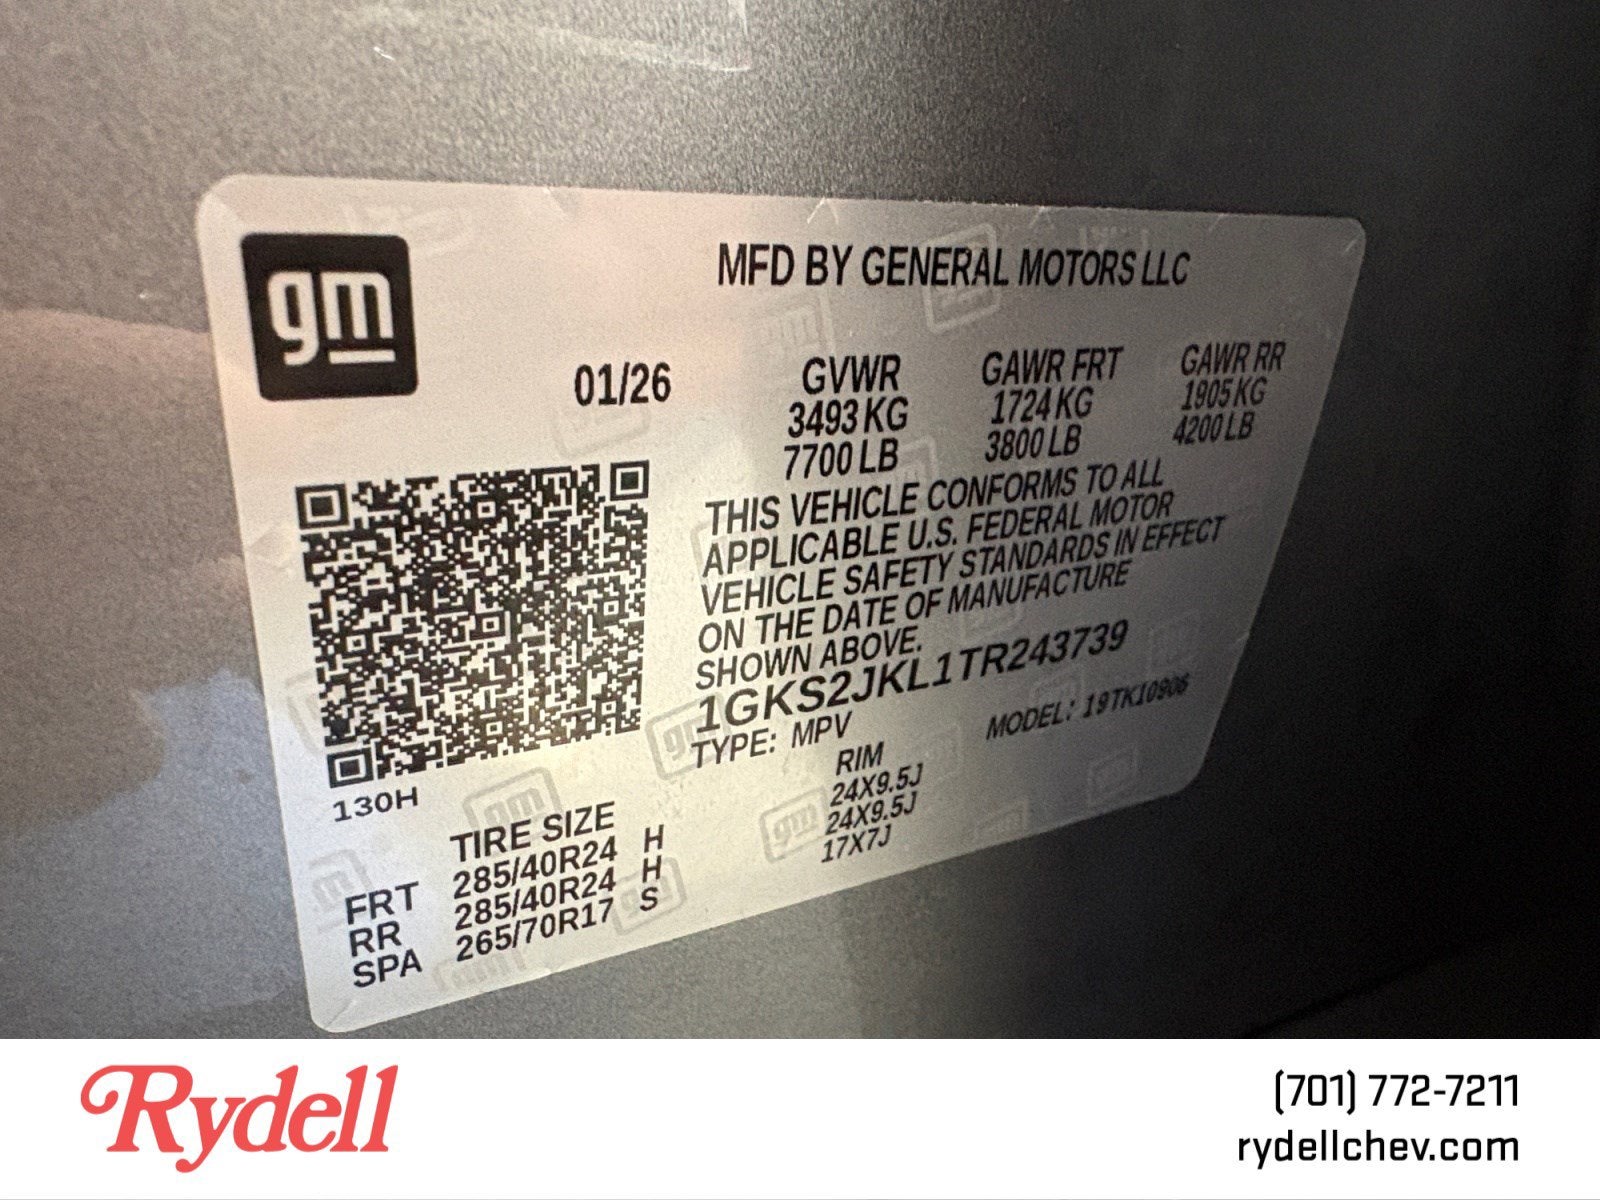 gm
MFD BY GENERAL MOTORS LLC
01/26
GVWR GAWR FRT GAWR RR
3493 KG 1724 KG 1905 KG
7700 LB 3800 LB 4200 LB
THIS VEHICLE CONFORMS TO ALL
APPLICABLE U.S. FEDERAL MOTOR
VEHICLE SAFETY STANDARDS IN EFFECT
ON THE DATE OF MANUFACTURE
SHOWN ABOVE.
1GKS2JKL1TR243739
TYPE: MPV MODEL: 19TK10906
130H
TIRE SIZE RIM
FRT 285/40R24 H 24X9.5J
RR 285/40R24 H 24X9.5J
SPA 265/70R17 S 17X7J
Rydell
(701) 772-7211
rydellchev.com